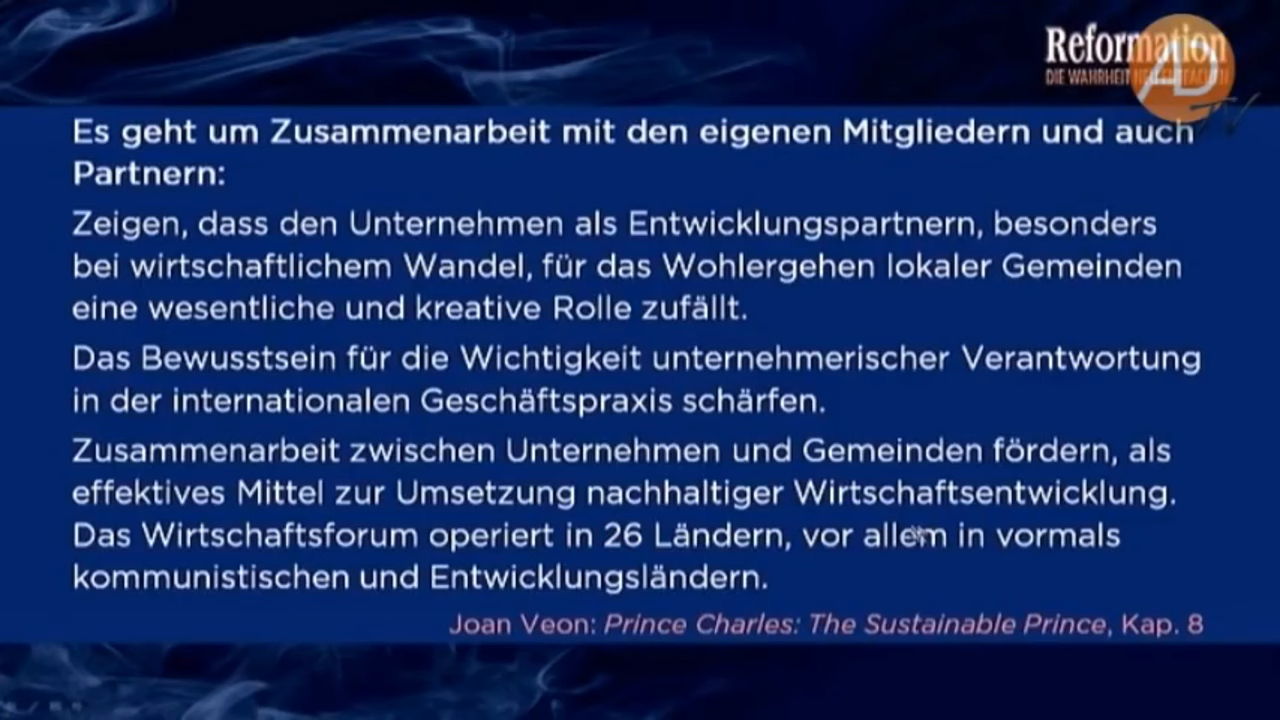 Reformation
DIE WAHRHEIT
AD
TV
Es geht um Zusammenarbeit mit den eigenen Mitgliedern und auch
Partnern:
Zeigen, dass den Unternehmen als Entwicklungspartnern, besonders
bei wirtschaftlichem Wandel, für das Wohlergehen lokaler Gemeinden
eine wesentliche und kreative Rolle zufällt.
Das Bewusstsein für die Wichtigkeit unternehmerischer Verantwortung
in der internationalen Geschäftspraxis schärfen.
Zusammenarbeit zwischen Unternehmen und Gemeinden fördern, als
effektives Mittel zur Umsetzung nachhaltiger Wirtschaftsentwicklung.
Das Wirtschaftsforum operiert in 26 Ländern, vor allem in vormals
kommunistischen und Entwicklungsländern.
Joan Veon: Prince Charles: The Sustainable Prince, Kap. 8